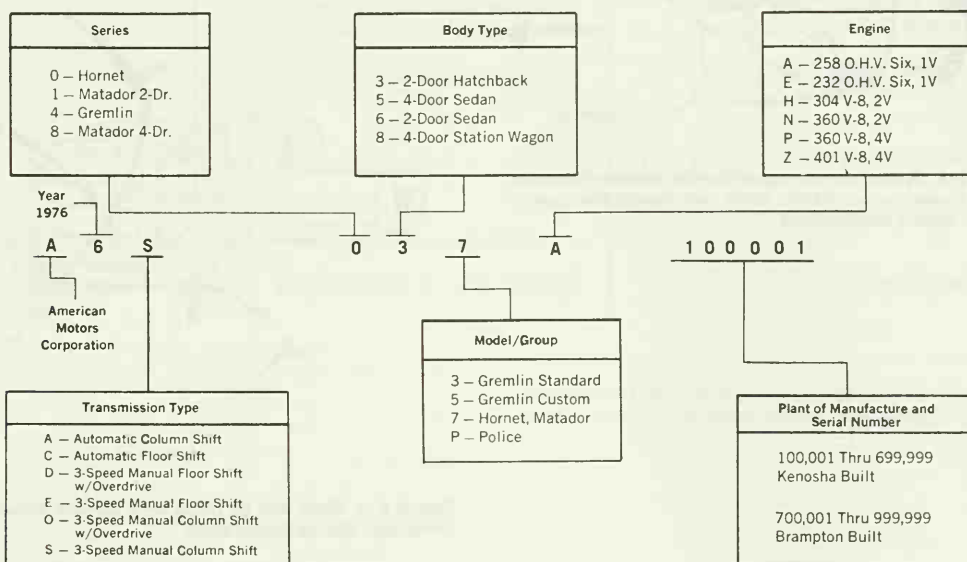 Series
0 – Hornet
1 – Matador 2-Dr.
4 – Gremlin
8 – Matador 4-Dr.
Body Type
3 – 2-Door Hatchback
5 – 4-Door Sedan
6 – 2-Door Sedan
8 – 4-Door Station Wagon
Engine
A – 258 O.H.V. Six, 1V
E – 232 O.H.V. Six, 1V
H – 304 V-8, 2V
N – 360 V-8, 2V
P – 360 V-8, 4V
Z – 401 V-8, 4V
Year
1976
A 6 S 0 3 7 A 1 0 0 0 0 1
American
Motors
Corporation
Transmission Type
A – Automatic Column Shift
C – Automatic Floor Shift
D – 3-Speed Manual Floor Shift
w/Overdrive
E – 3-Speed Manual Floor Shift
O – 3-Speed Manual Column Shift
w/Overdrive
S – 3-Speed Manual Column Shift
Model/Group
3 – Gremlin Standard
5 – Gremlin Custom
7 – Hornet, Matador
P – Police
Plant of Manufacture and
Serial Number
100,001 Thru 699,999
Kenosha Built
700,001 Thru 999,999
Brampton Built